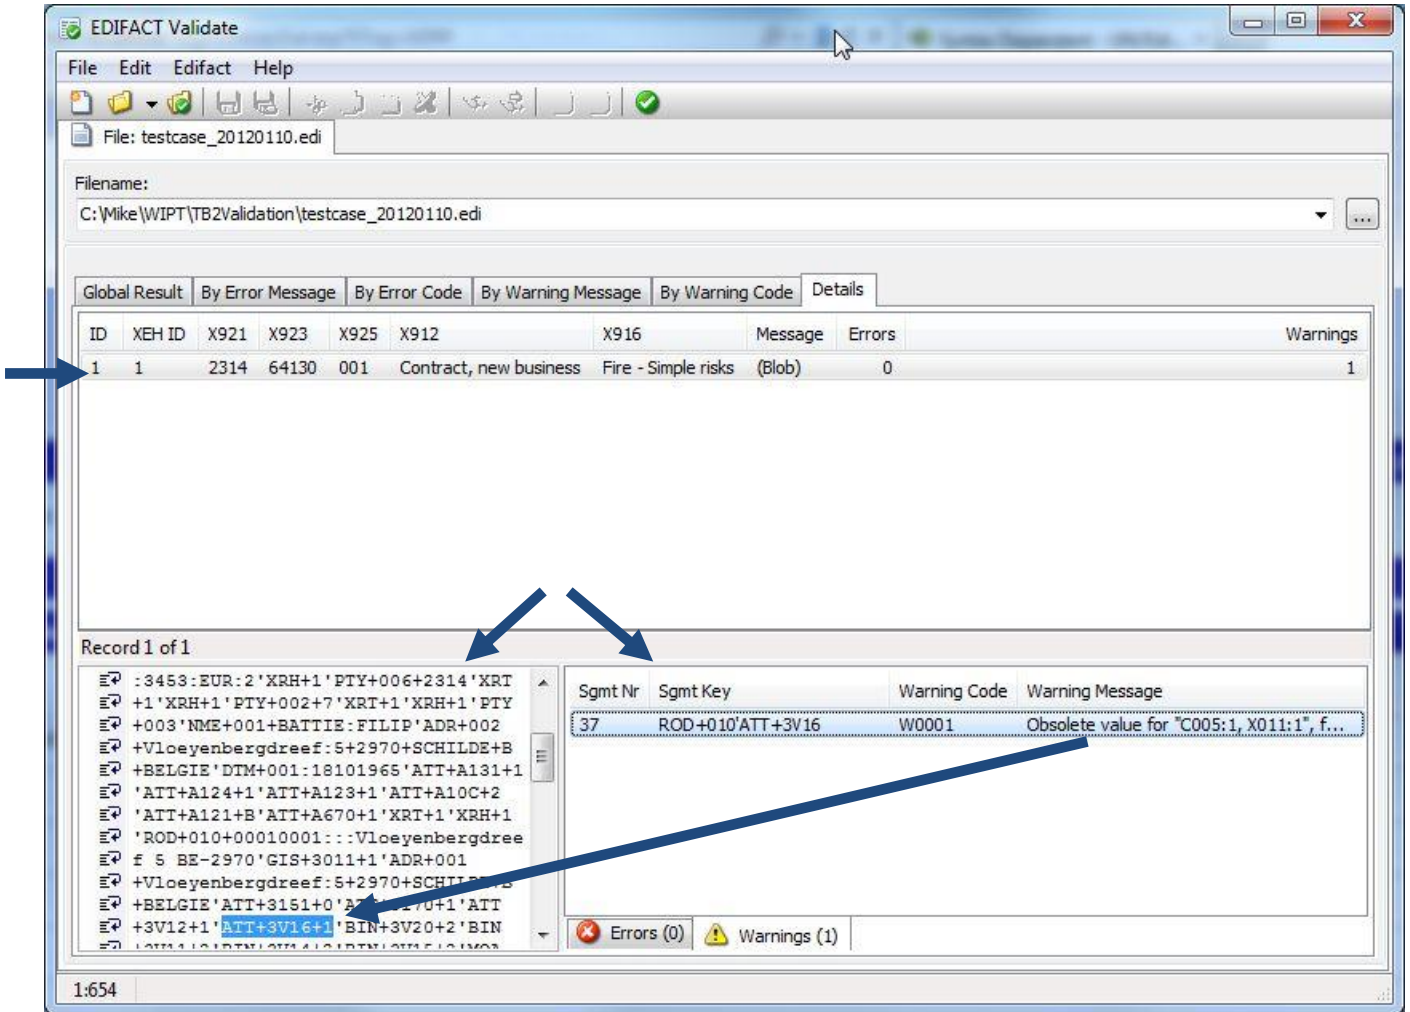 EDIFACT Validate
File Edit Edifact Help
File: testcase_20120110.edi
Filename:
C:\Mike\WIPT\TB2Validation\testcase_20120110.edi
...
Global Result By Error Message By Error Code By Warning Message By Warning Code Details
ID XEH ID X921 X923 X925 X912 X916 Message Errors Warnings
1 1 2314 64130 001 Contract, new business Fire - Simple risks (Blob) 0 1
Record 1 of 1
:3453:EUR:2'XRH+1'PTY+006+2314'XRT
+1'XRH+1'PTY+002+7'XRT+1'XRH+1'PTY
+003'NME+001+BATTIE:FILIP'ADR+002
+Vloeyenbergdreef:5+2970+SCHILDE+B
+BELGIE'DTM+001:18101965'ATT+A131+1
'ATT+A124+1'ATT+A123+1'ATT+A10C+2
'ATT+A121+B'ATT+A670+1'XRT+1'XRH+1
'ROD+010+00010001:::Vloeyenbergdree
f 5 BE-2970'GIS+3011+1'ADR+001
+Vloeyenbergdreef:5+2970+SCHILDE+B
+BELGIE'ATT+3151+0'
+1'ATT
+3V12+1'ATT+3V16+1'BIN+3V20+2'BIN
Sgmt Nr Sgmt Key Warning Code Warning Message
37 ROD+010'ATT+3V16 W0001 Obsolete value for "C005:1, X011:1", f...
Errors (0) Warnings (1)
1:654